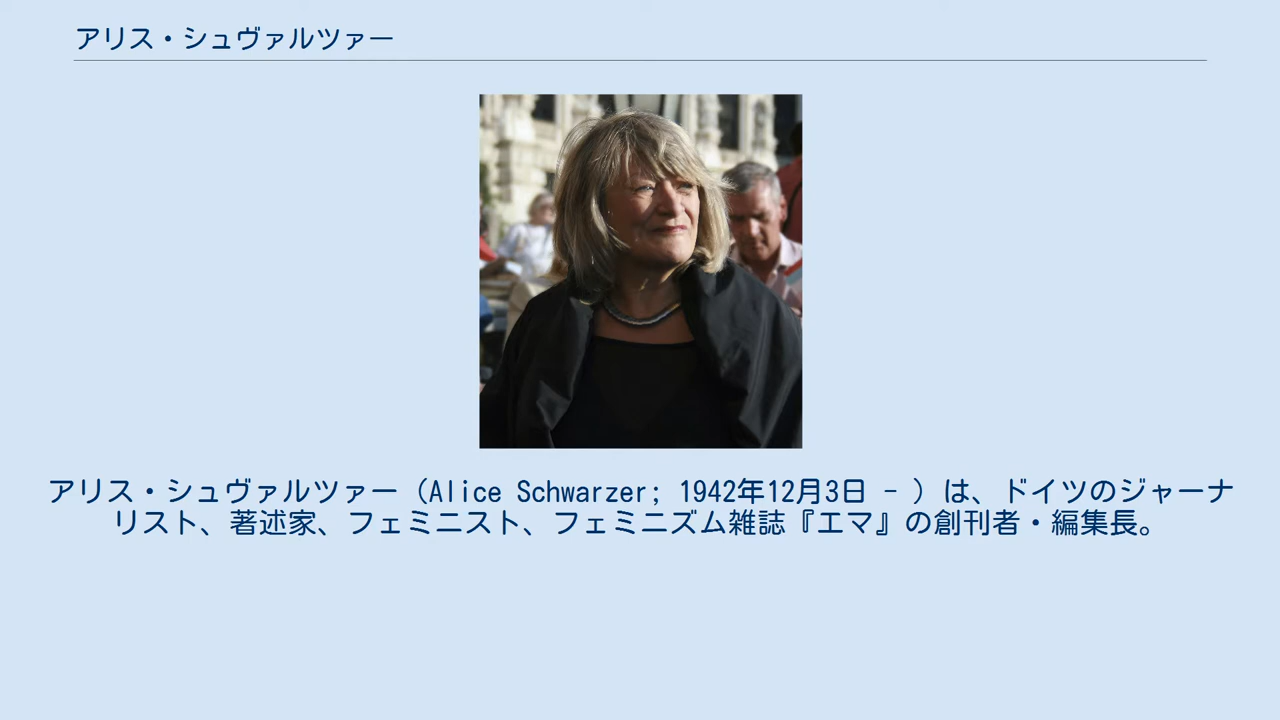 アリス・シュヴァルツァー
アリス・シュヴァルツァー（Alice Schwarzer; 1942年12月3日 - ）は、ドイツのジャーナ
リスト、著述家、フェミニスト、フェミニズム雑誌『エマ』の創刊者・編集長。